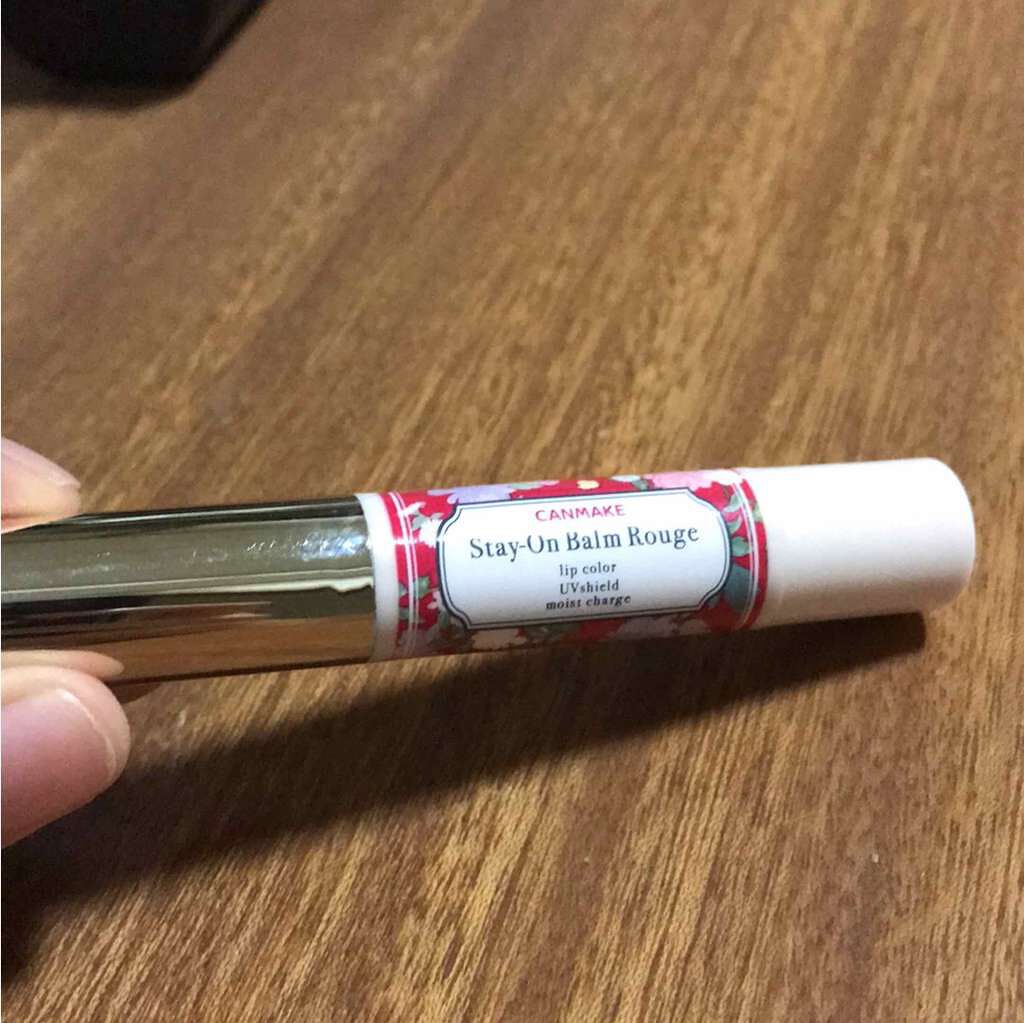 CANMAKE
Stay-On Balm Rouge
lip color
UVshield
moist charge